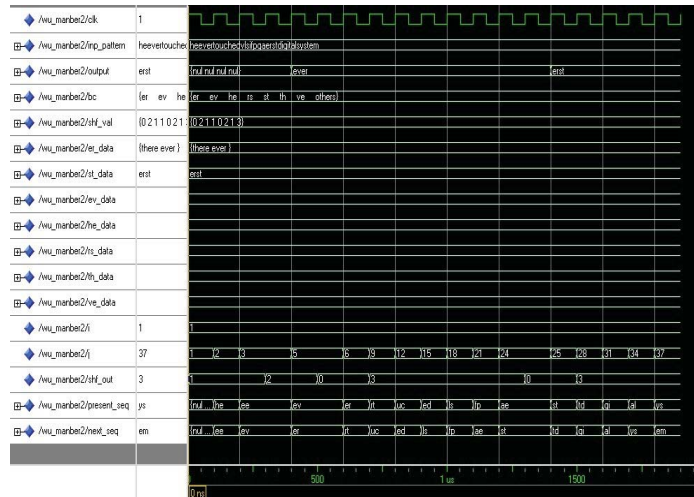 /wu_manber2/clk 1
/wu_manber2/inp_pattern heevertouched heevertouchedvlsifpgaerstdigitalsystem
/wu_manber2/output erst {nul nul nul nul} ever erst
/wu_manber2/bc {er ev he {er ev he rs st th ve others}
/wu_manber2/shf_val {0 2 1 1 0 2 1 3 {0 2 1 1 0 2 1 3}
/wu_manber2/er_data {there ever } {there ever }
/wu_manber2/st_data erst erst
/wu_manber2/ev_data
/wu_manber2/he_data
/wu_manber2/rs_data
/wu_manber2/th_data
/wu_manber2/ve_data
/wu_manber2/i 1 1
/wu_manber2/j 37 1 2 3 5 6 9 12 15 18 21 24 25 28 31 34 37
/wu_manber2/shf_out 3 1 2 0 3 0 3
/wu_manber2/present_seq ys {nul ... he ee ev er rt uc ed ls fp ae st td gi al ys
/wu_manber2/next_seq em {nul ... ee ev er rt uc ed ls fp ae st td gi al ys em
500 1 us 1500
0 ns